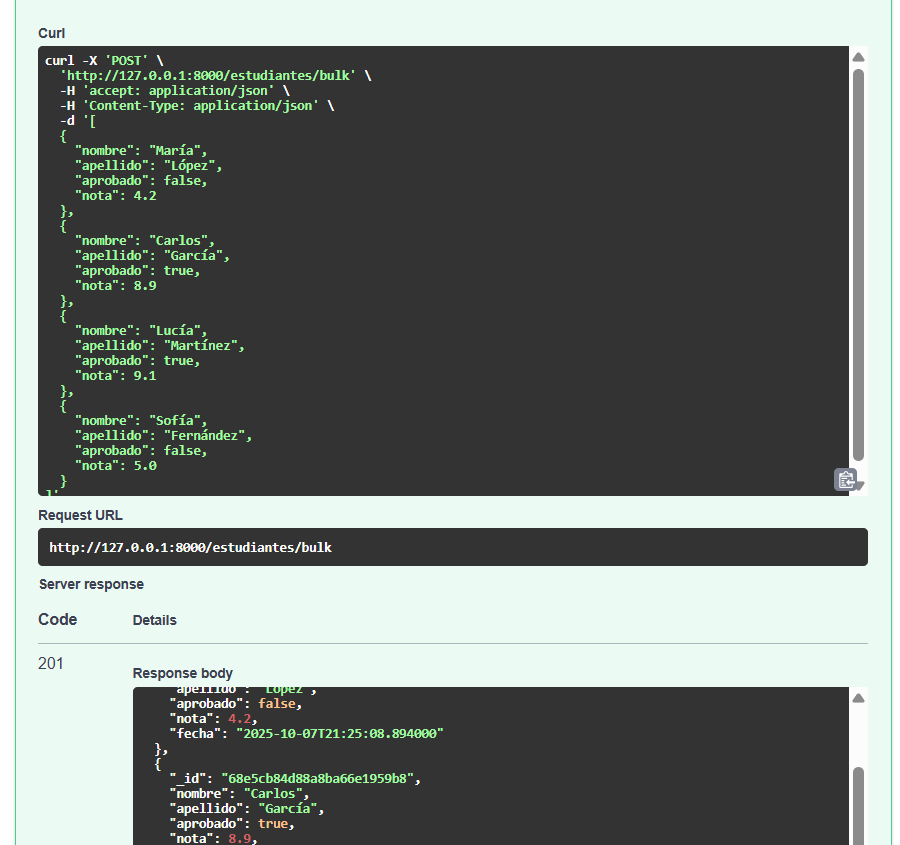 Curl
curl -X 'POST' \
  'http://127.0.0.1:8000/estudiantes/bulk' \
  -H 'accept: application/json' \
  -H 'Content-Type: application/json' \
  -d '[
  {
    "nombre": "María",
    "apellido": "López",
    "aprobado": false,
    "nota": 4.2
  },
  {
    "nombre": "Carlos",
    "apellido": "García",
    "aprobado": true,
    "nota": 8.9
  },
  {
    "nombre": "Lucía",
    "apellido": "Martínez",
    "aprobado": true,
    "nota": 9.1
  },
  {
    "nombre": "Sofía",
    "apellido": "Fernández",
    "aprobado": false,
    "nota": 5.0
  }
]'
Request URL
http://127.0.0.1:8000/estudiantes/bulk
Server response
Code Details
201
Response body
    "apellido": "López",
    "aprobado": false,
    "nota": 4.2,
    "fecha": "2025-10-07T21:25:08.894000"
  },
  {
    "_id": "68e5cb84d88a8ba66e1959b8",
    "nombre": "Carlos",
    "apellido": "García",
    "aprobado": true,
    "nota": 8.9,